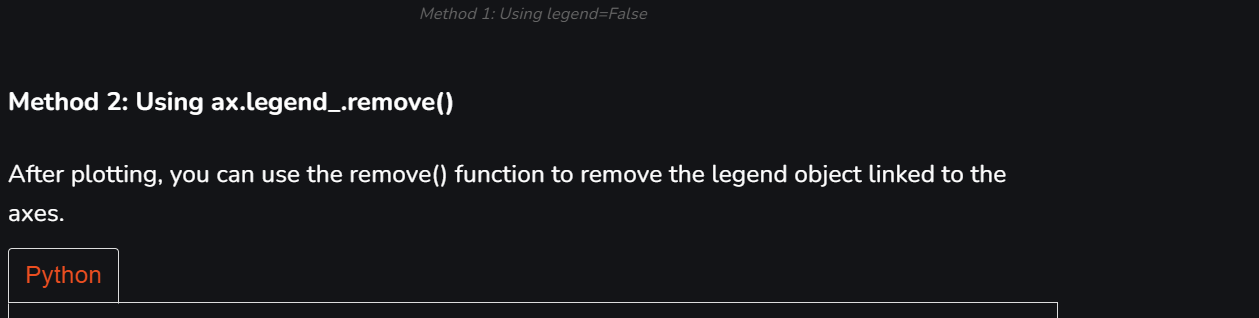 Method 1: Using legend=False
Method 2: Using ax.legend_.remove()
After plotting, you can use the remove() function to remove the legend object linked to the
axes.
Python